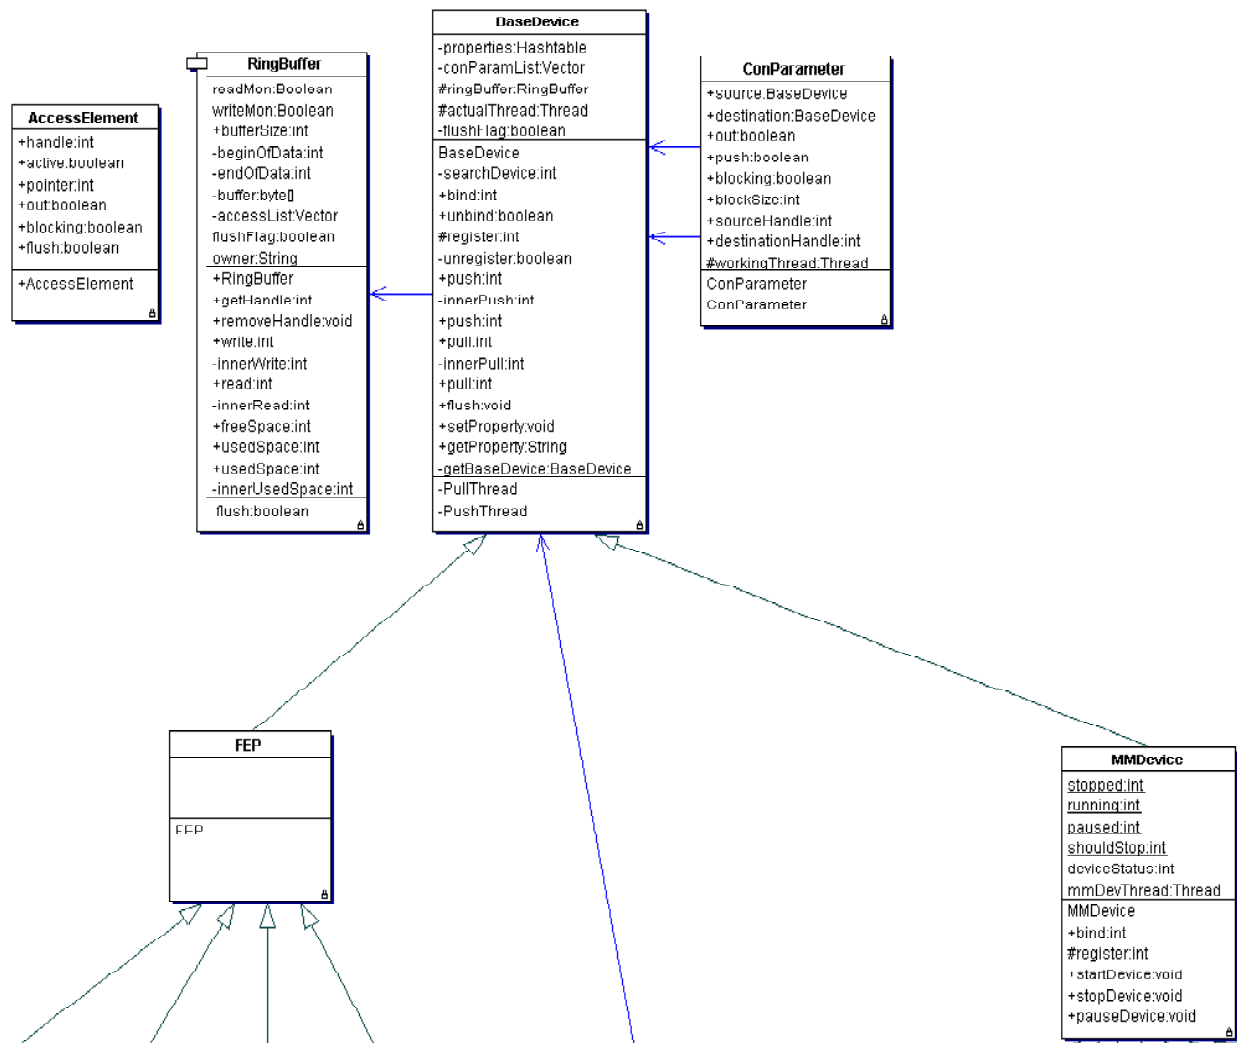 AccessElement
+handle:int
+active:boolean
+pointer:int
+out:boolean
+blocking:boolean
+flush:boolean
+AccessElement
RingBuffer
readMon:Boolean
writeMon:Boolean
+bufferSize:int
-beginOfData:int
-endOfData:int
-buffer:byte[]
-accessList:Vector
flushFlag:boolean
owner:String
+RingBuffer
+getHandle:int
+removeHandle:void
+write:int
-innerWrite:int
+read:int
-innerRead:int
+freeSpace:int
+usedSpace:int
+usedSpace:int
-innerUsedSpace:int
flush:boolean
BaseDevice
-properties:Hashtable
-conParamList:Vector
#ringBuffer:RingBuffer
#actualThread:Thread
-flushFlag:boolean
BaseDevice
-searchDevice:int
+bind:int
+unbind:boolean
#register:int
-unregister:boolean
+push:int
-innerPush:int
+push:int
+pull:int
-innerPull:int
+pull:int
+flush:void
+setProperty:void
+getProperty:String
-getBaseDevice:BaseDevice
-PullThread
-PushThread
ConParameter
+source:BaseDevice
+destination:BaseDevice
+out:boolean
+push:boolean
+blocking:boolean
+blockSize:int
+sourceHandle:int
+destinationHandle:int
#workingThread:Thread
ConParameter
ConParameter
FEP
FEP
MMDevice
stopped:int
running:int
paused:int
shouldStop:int
deviceStatus:int
mmDevThread:Thread
MMDevice
+bind:int
#register:int
+startDevice:void
+stopDevice:void
+pauseDevice:void